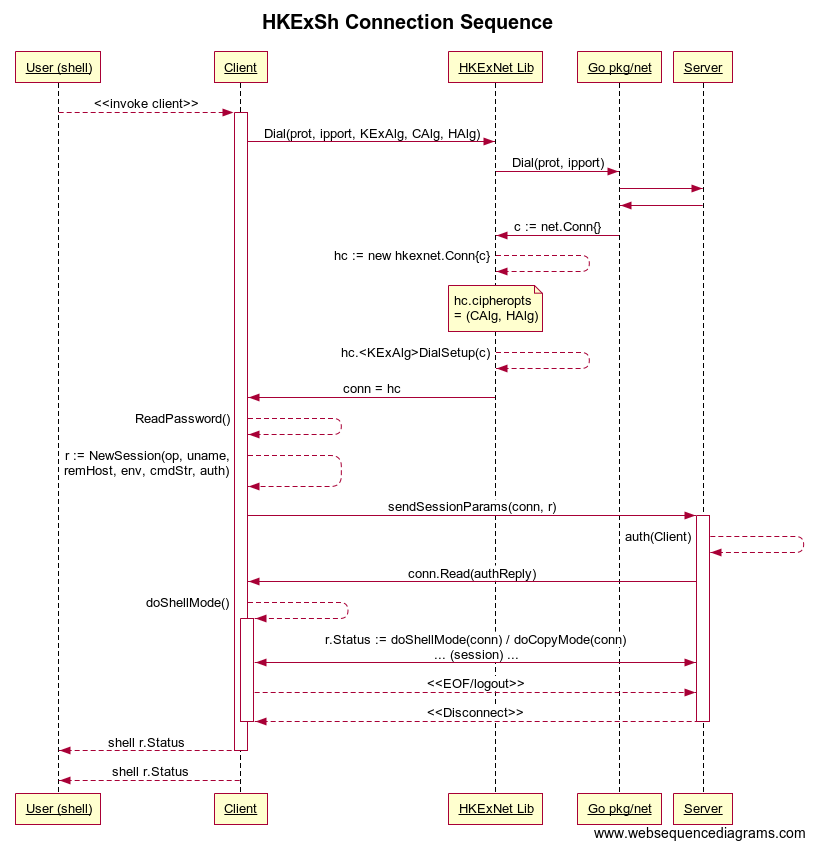 HKExSh Connection Sequence
User (shell)
Client
HKExNet Lib
Go pkg/net
Server
<<invoke client>>
Dial(prot, ipport, KExAlg, CAlg, HAlg)
Dial(prot, ipport)
c := net.Conn{}
hc := new hkexnet.Conn{c}
hc.cipheropts
= (CAlg, HAlg)
hc.<KExAlg>DialSetup(c)
conn = hc
ReadPassword()
r := NewSession(op, uname,
remHost, env, cmdStr, auth)
sendSessionParams(conn, r)
auth(Client)
conn.Read(authReply)
doShellMode()
r.Status := doShellMode(conn) / doCopyMode(conn)
... (session) ...
<<EOF/logout>>
<<Disconnect>>
shell r.Status
shell r.Status
User (shell)
Client
HKExNet Lib
Go pkg/net
Server
www.websequencediagrams.com